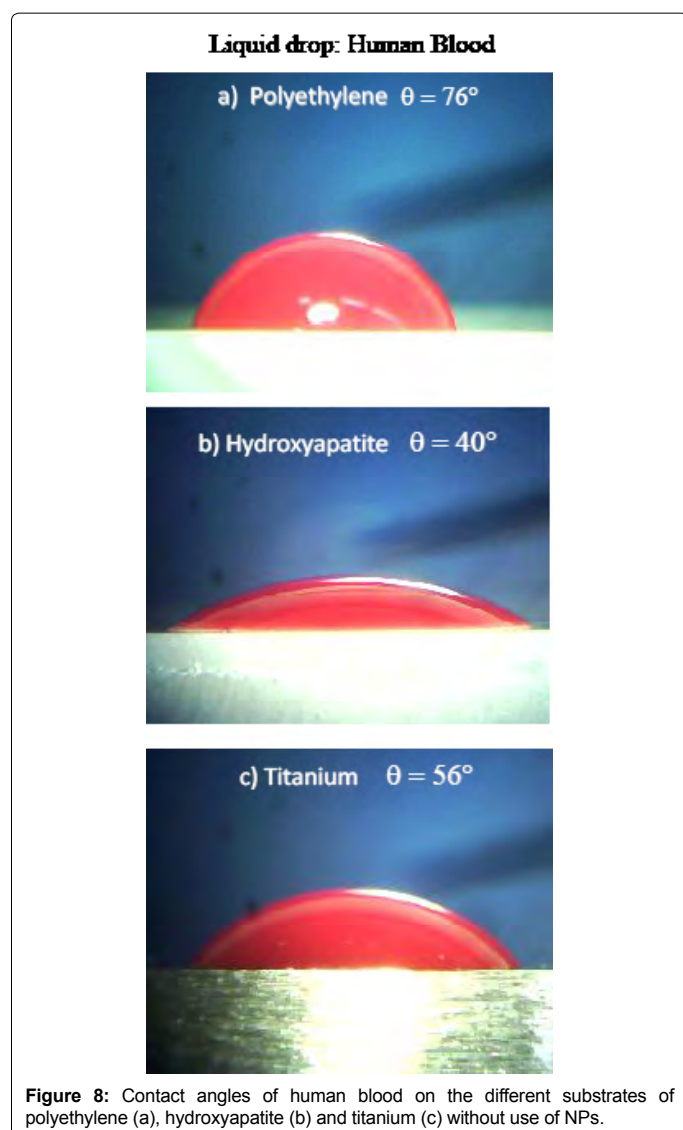 Liquid drop: Human Blood
a) Polyethylene θ = 76°
b) Hydroxyapatite θ = 40°
c) Titanium θ = 56°
Figure 8: Contact angles of human blood on the different substrates of
polyethylene (a), hydroxyapatite (b) and titanium (c) without use of NPs.